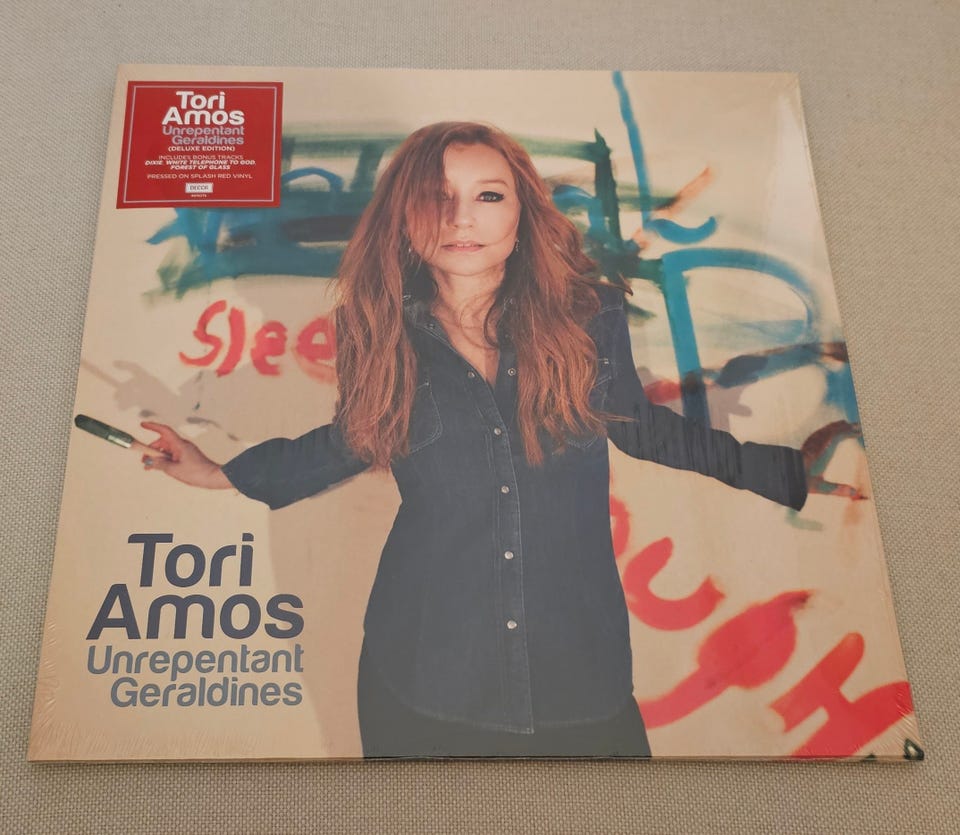 Tori
Amos
Unrepentant
Geraldines
(DELUXE EDITION)
INCLUDES BONUS TRACKS
DIXIE, WHITE TELEPHONE TO GOD,
FOREST OF GLASS
PRESSED ON SPLASH RED VINYL
DECCA
Slee
Tori
Amos
Unrepentant
Geraldines